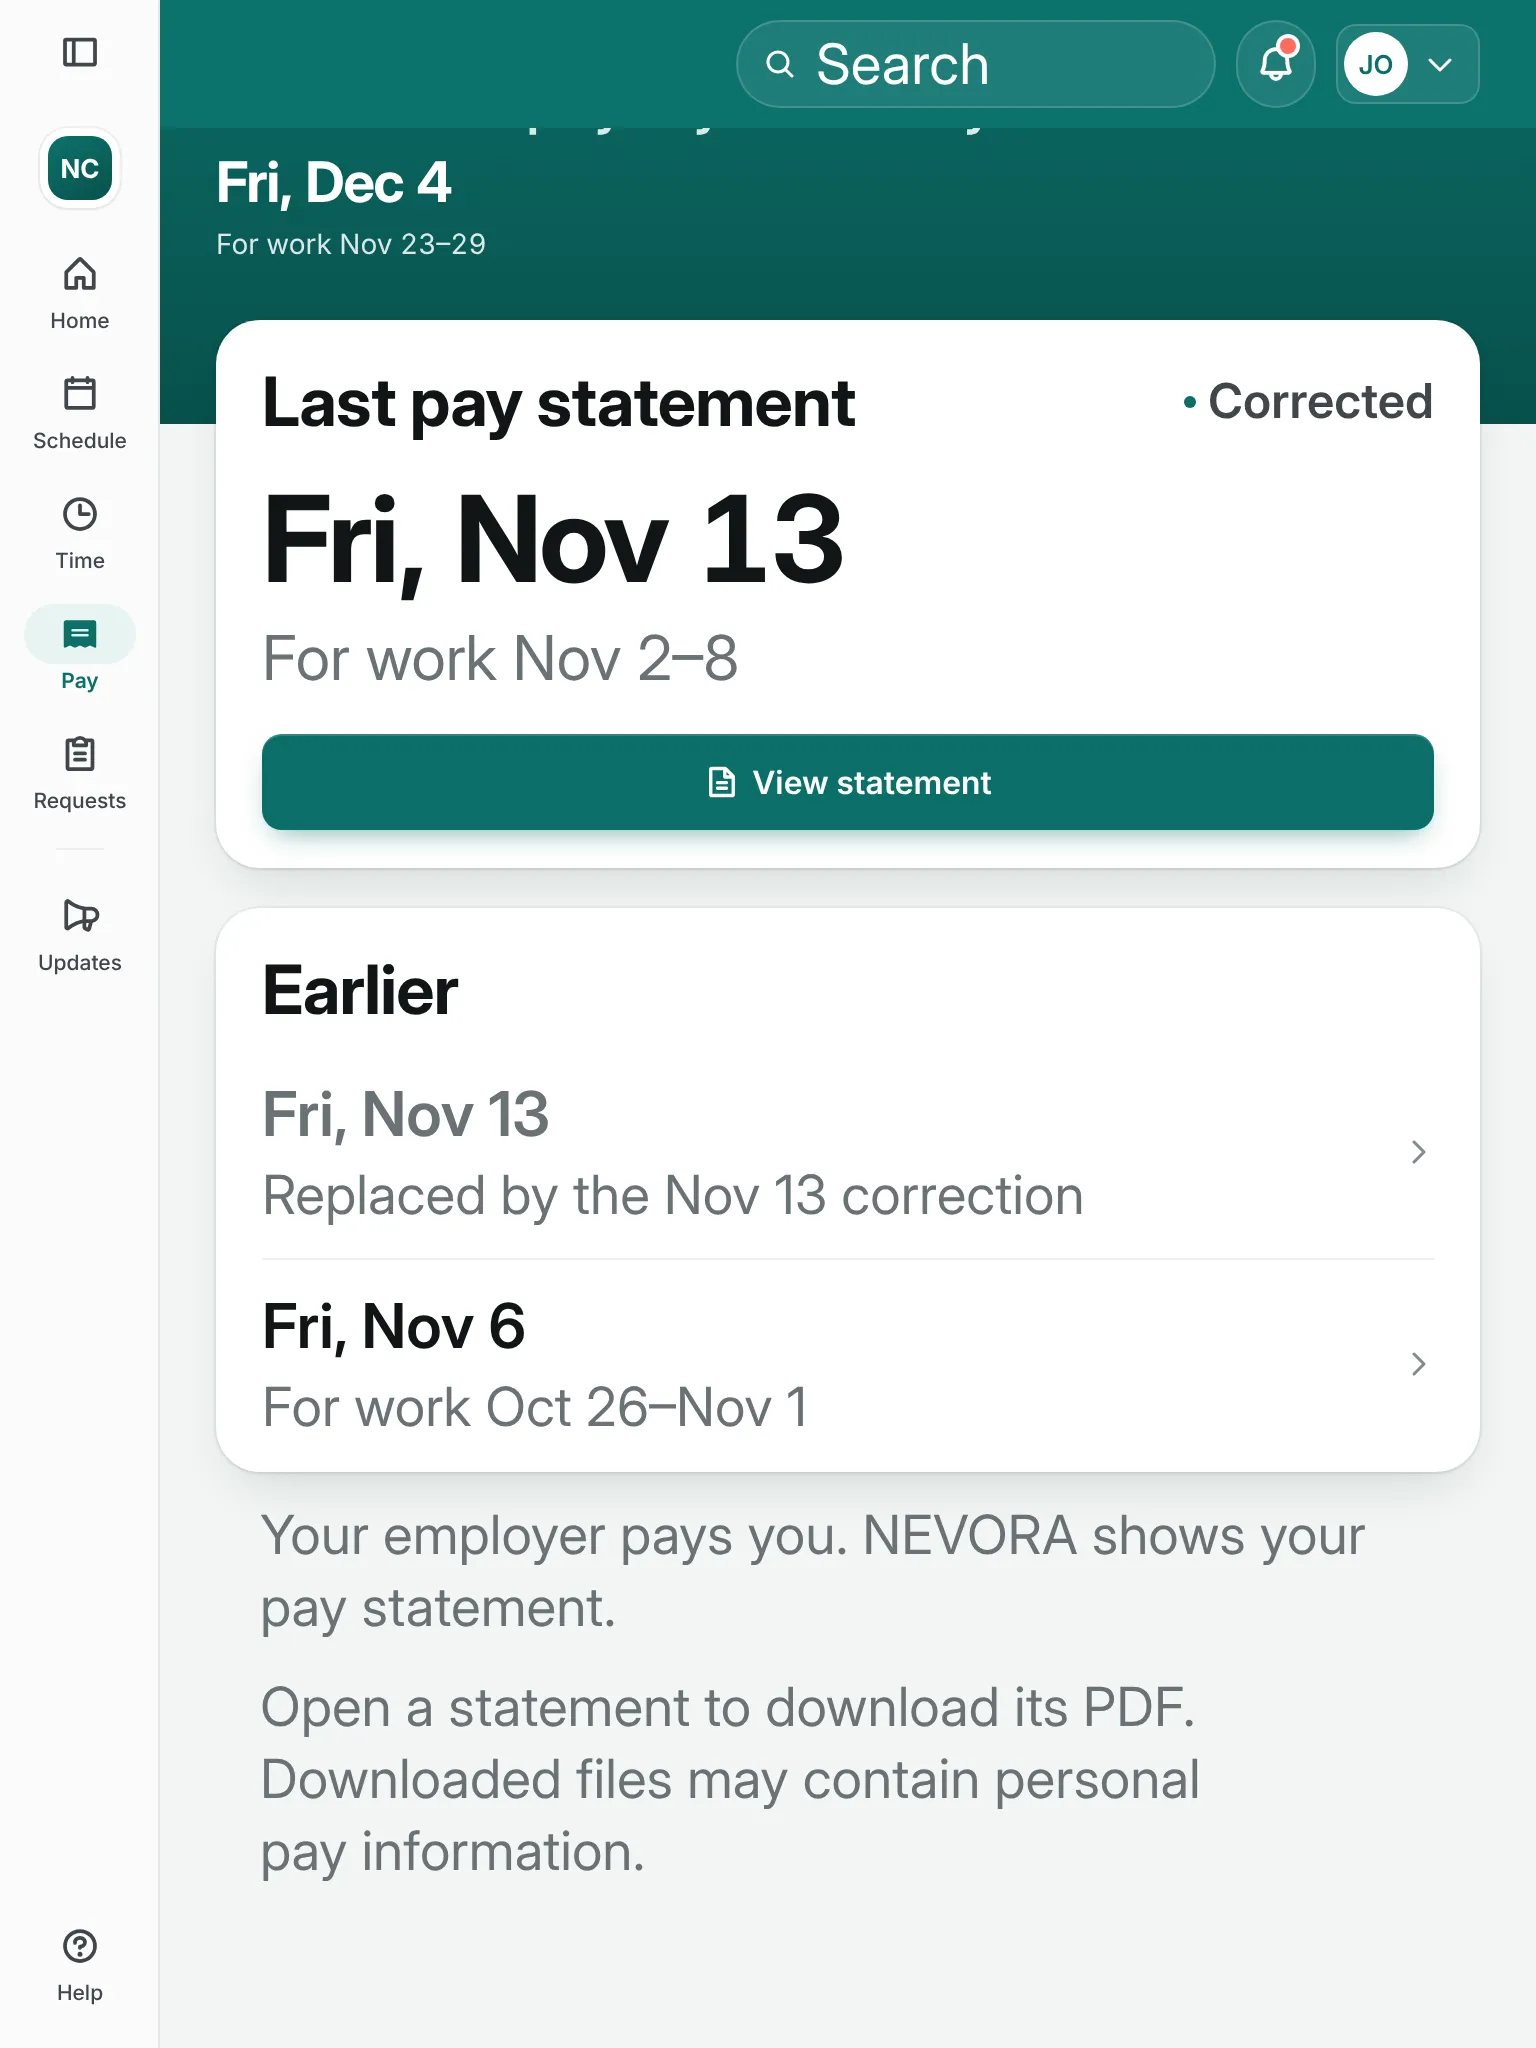 Search
JO
NC
Home
Schedule
Time
Pay
Requests
Updates
Help
Fri, Dec 4
For work Nov 23–29
Last pay statement
• Corrected
Fri, Nov 13
For work Nov 2–8
View statement
Earlier
Fri, Nov 13
Replaced by the Nov 13 correction
Fri, Nov 6
For work Oct 26–Nov 1
Your employer pays you. NEVORA shows your
pay statement.
Open a statement to download its PDF.
Downloaded files may contain personal
pay information.